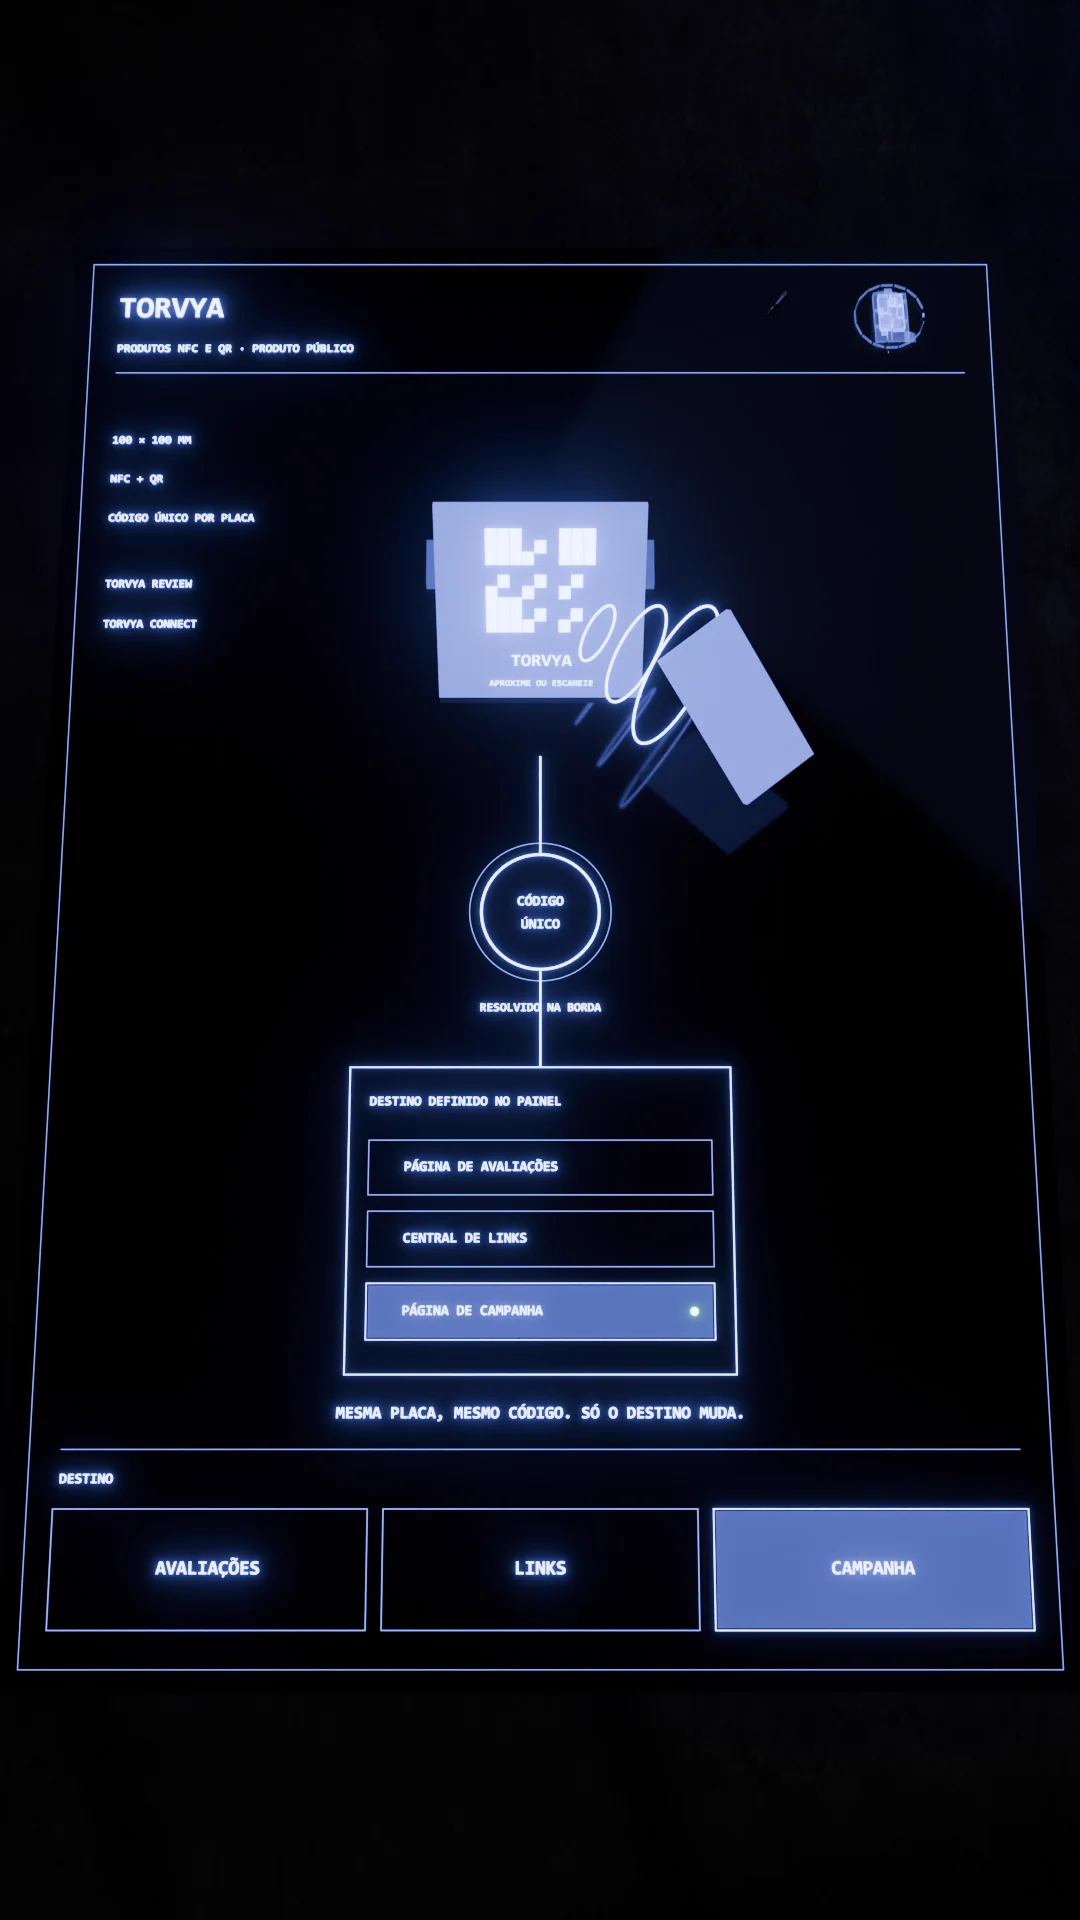 TORVYA
PRODUTOS NFC E QR · PRODUTO PÚBLICO
100 × 100 MM
NFC + QR
CÓDIGO ÚNICO POR PLACA
TORVYA REVIEW
TORVYA CONNECT
TORVYA
APROXIME OU ESCANEIE
CÓDIGO
ÚNICO
RESOLVIDO NA BORDA
DESTINO DEFINIDO NO PAINEL
PÁGINA DE AVALIAÇÕES
CENTRAL DE LINKS
PÁGINA DE CAMPANHA
MESMA PLACA, MESMO CÓDIGO. SÓ O DESTINO MUDA.
DESTINO
AVALIAÇÕES
LINKS
CAMPANHA